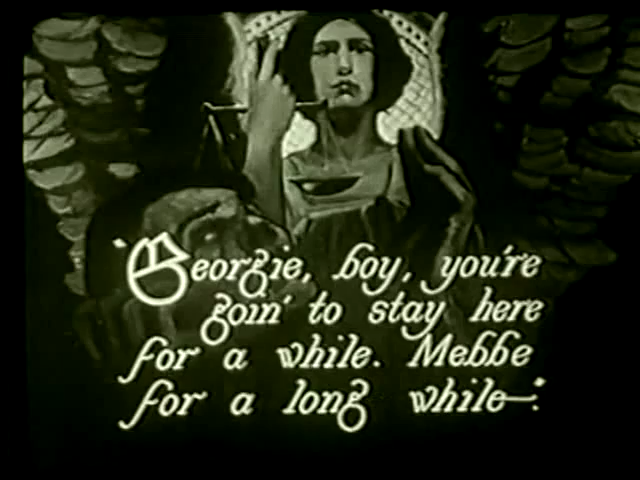 "Georgie, boy, you're
goin' to stay here
for a while. Mebbe
for a long while—."